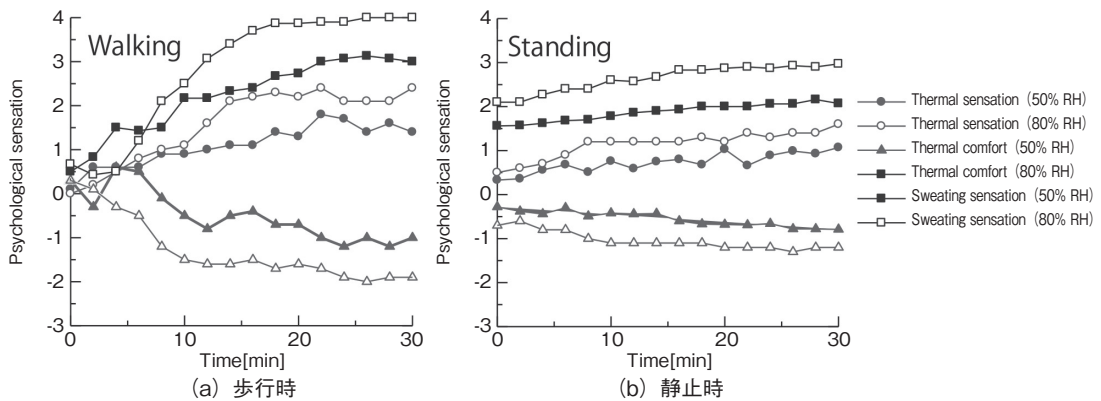 Walking
Psychological sensation
4
3
2
1
0
-1
-2
-3
0
10
20
30
Time[min]
(a) 歩行時
Standing
Psychological sensation
4
3
2
1
0
-1
-2
-3
0
10
20
30
Time[min]
(b) 静止時
Thermal sensation (50% RH)
Thermal sensation (80% RH)
Thermal comfort (50% RH)
Thermal comfort (80% RH)
Sweating sensation (50% RH)
Sweating sensation (80% RH)